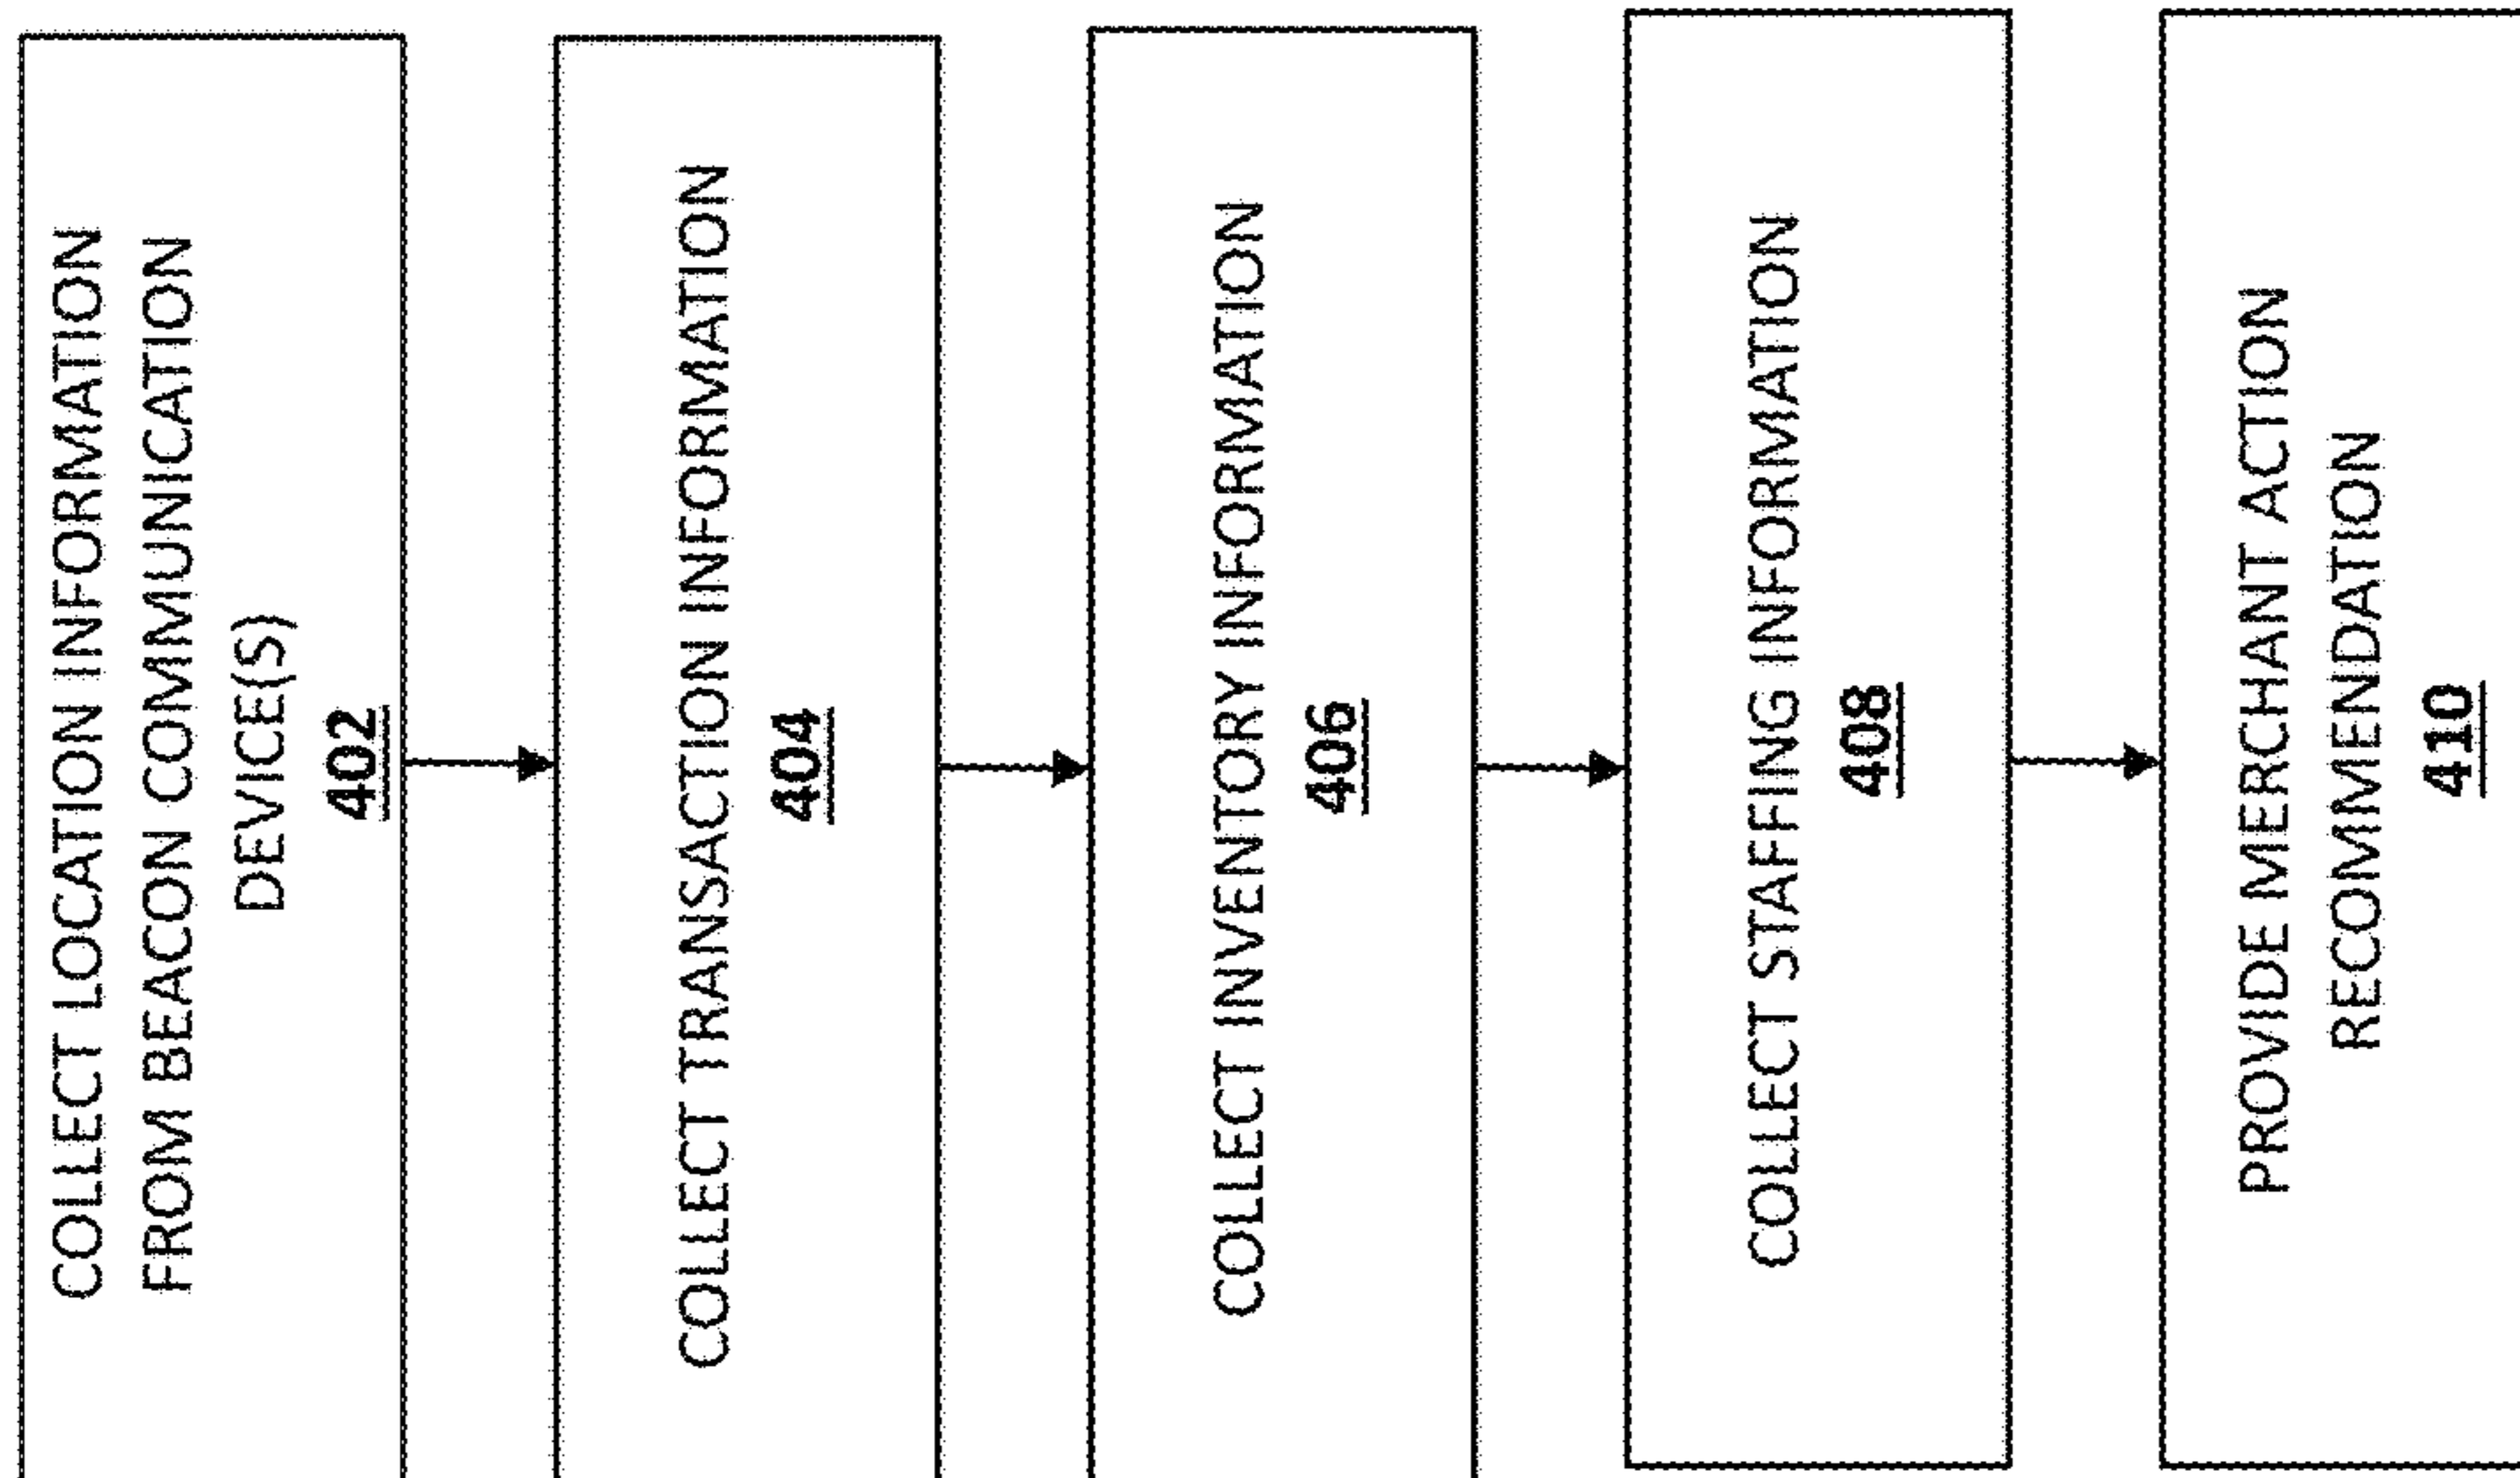 COLLECT LOCATION INFORMATION
FROM BEACON COMMUNICATION
DEVICE(S)
402
COLLECT TRANSACTION INFORMATION
404
COLLECT INVENTORY INFORMATION
406
COLLECT STAFFING INFORMATION
408
PROVIDE MERCHANT ACTION
RECOMMENDATION
410